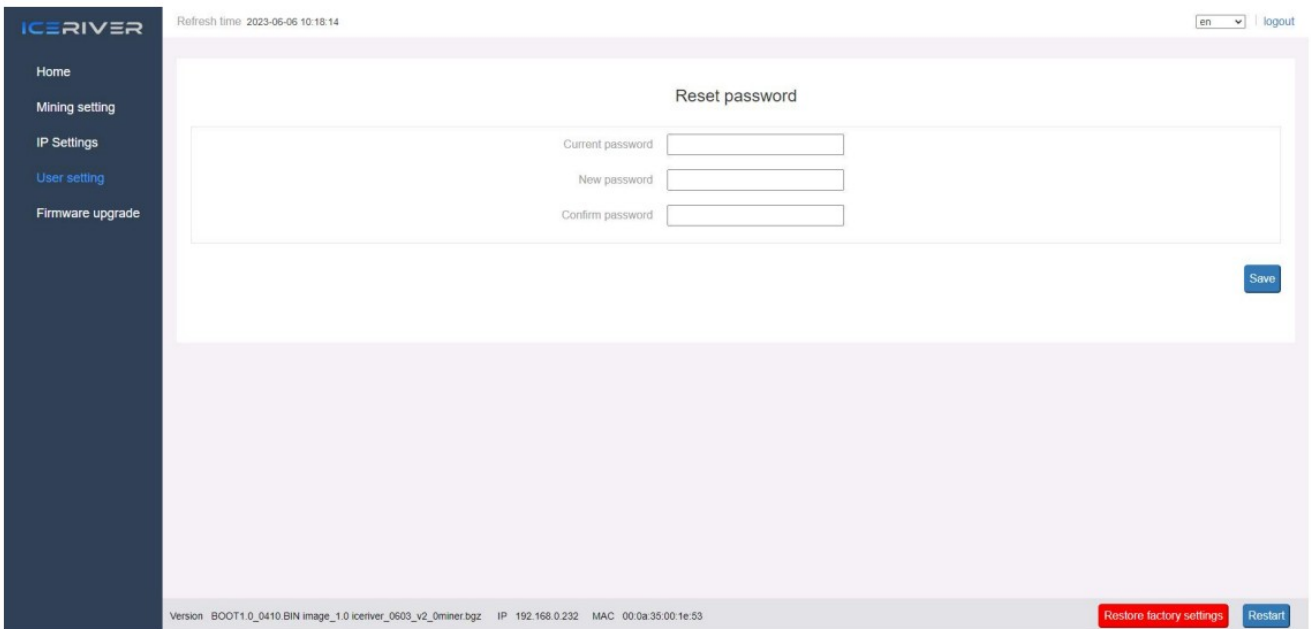 ICERIVER
Refresh time 2023-06-06 10:18:14
en
logout
Home
Mining setting
IP Settings
User setting
Firmware upgrade
Reset password
Current password
New password
Confirm password
Save
Version BOOT1.0_0410.BIN image_1.0 iceriver_0603_v2_0miner.bgz IP 192.168.0.232 MAC 00:0a:35:00:1e:53
Restore factory settings
Restart